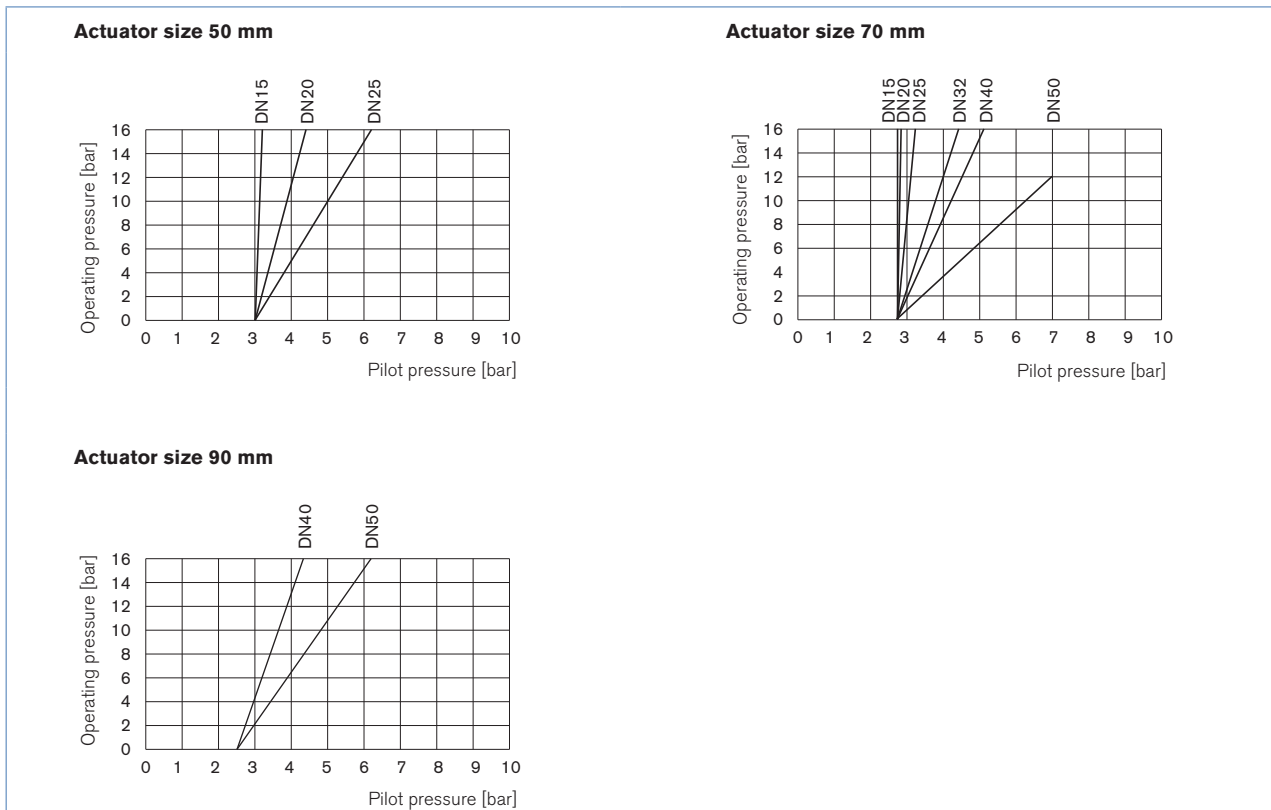 Actuator size 50 mm
DN15 DN20 DN25
Operating pressure [bar]
16
14
12
10
8
6
4
2
0
0 1 2 3 4 5 6 7 8 9 10
Pilot pressure [bar]
Actuator size 70 mm
DN15 DN20 DN25 DN32 DN40 DN50
Operating pressure [bar]
16
14
12
10
8
6
4
2
0
0 1 2 3 4 5 6 7 8 9 10
Pilot pressure [bar]
Actuator size 90 mm
DN40 DN50
Operating pressure [bar]
16
14
12
10
8
6
4
2
0
0 1 2 3 4 5 6 7 8 9 10
Pilot pressure [bar]